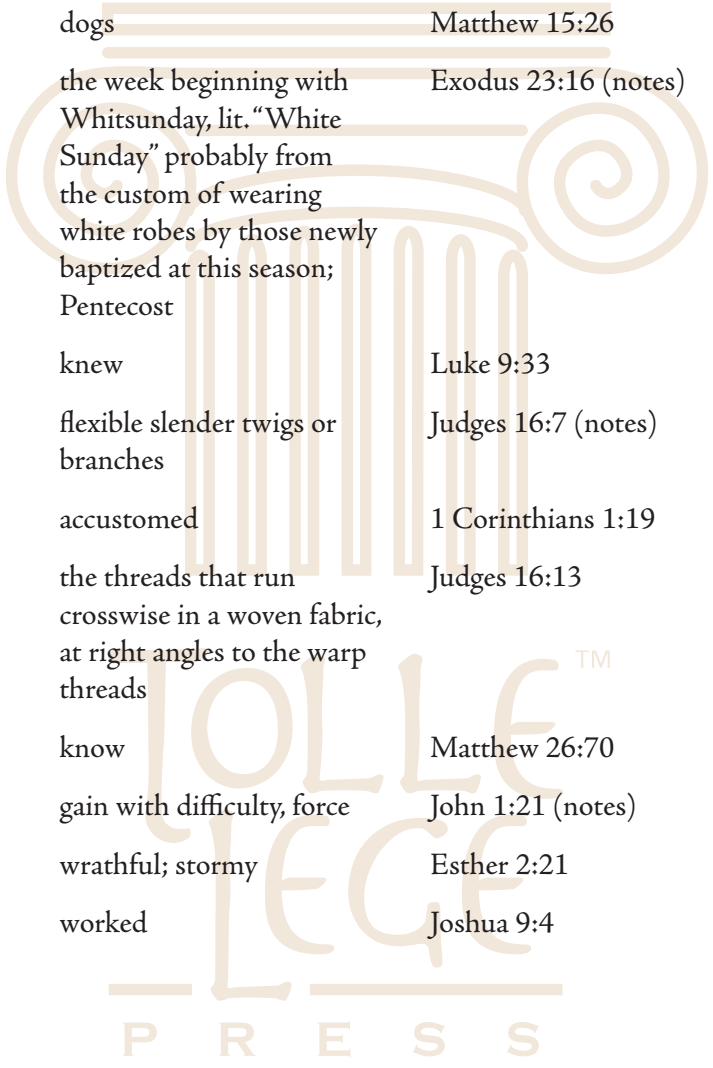 dogs Matthew 15:26
the week beginning with Exodus 23:16 (notes)
Whitsunday, lit. “White
Sunday” probably from
the custom of wearing
white robes by those newly
baptized at this season;
Pentecost
knew Luke 9:33
flexible slender twigs or Judges 16:7 (notes)
branches
accustomed 1 Corinthians 1:19
the threads that run Judges 16:13
crosswise in a woven fabric,
at right angles to the warp
threads
know Matthew 26:70
gain with difficulty, force John 1:21 (notes)
wrathful; stormy Esther 2:21
worked Joshua 9:4
TOLLE™
LEGE
PRESS